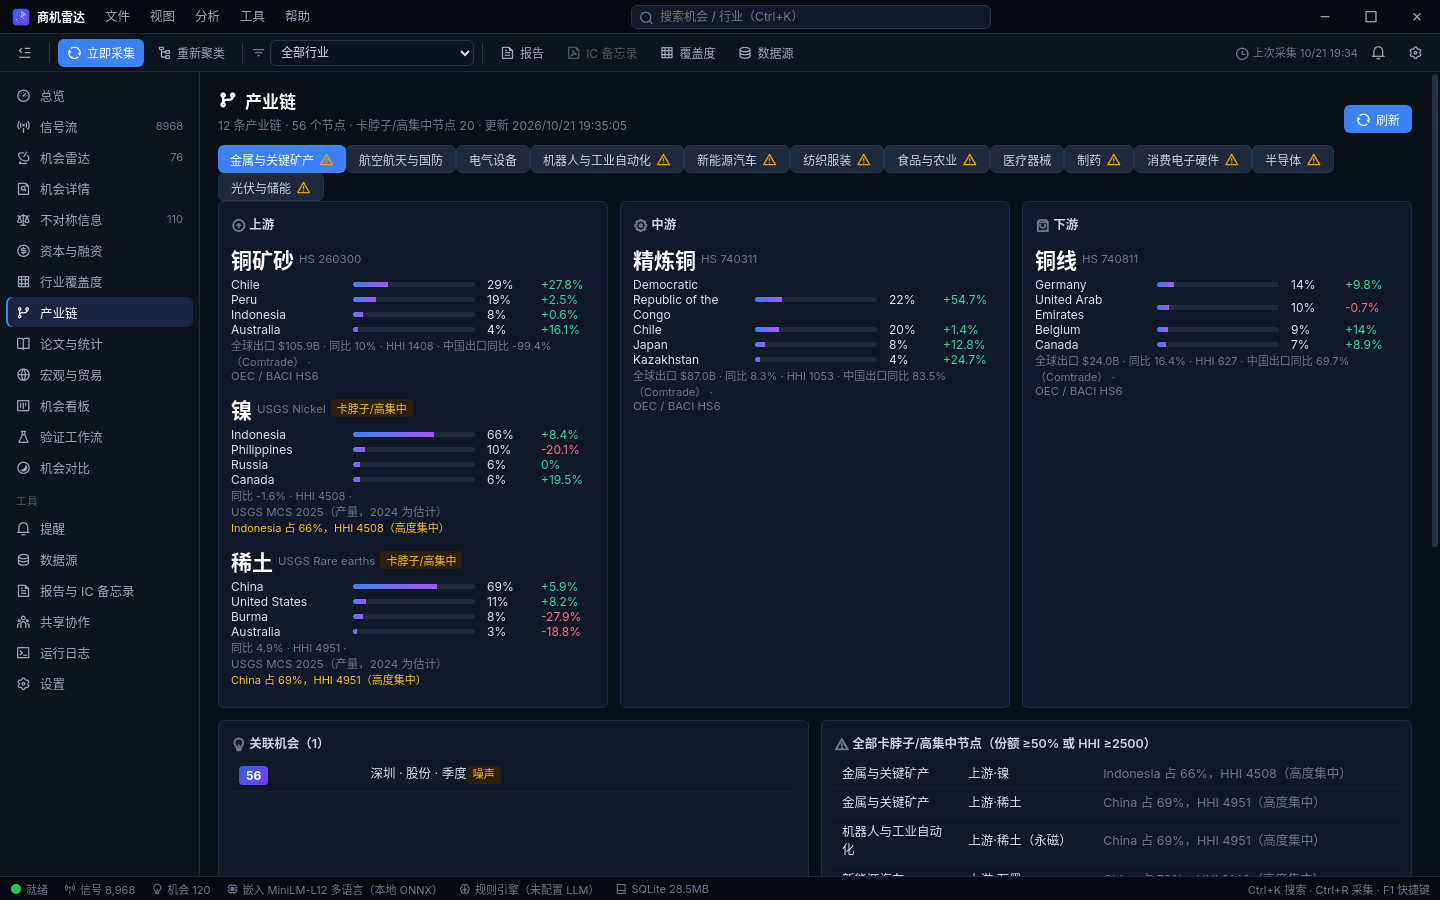 商机雷达 文件 视图 分析 工具 帮助 搜索机会 / 行业（Ctrl+K）
立即采集 重新聚类 全部行业 报告 IC 备忘录 覆盖度 数据源 上次采集 10/21 19:34
总览
信号流 8968
机会雷达 76
机会详情
不对称信息 110
资本与融资
行业覆盖度
产业链
论文与统计
宏观与贸易
机会看板
验证工作流
机会对比
工具
提醒
数据源
报告与 IC 备忘录
共享协作
运行日志
设置
产业链
12 条产业链 · 56 个节点 · 卡脖子/高集中节点 20 · 更新 2026/10/21 19:35:05
刷新
金属与关键矿产 航空航天与国防 电气设备 机器人与工业自动化 新能源汽车 纺织服装 食品与农业 医疗器械 制药 消费电子硬件 半导体
光伏与储能
上游
铜矿砂 HS 260300
Chile 29% +27.8%
Peru 19% +2.5%
Indonesia 8% +0.6%
Australia 4% +16.1%
全球出口 $105.9B · 同比 10% · HHI 1408 · 中国出口同比 -99.4%
（Comtrade） ·
OEC / BACI HS6
镍 USGS Nickel 卡脖子/高集中
Indonesia 66% +8.4%
Philippines 10% -20.1%
Russia 6% 0%
Canada 6% +19.5%
同比 -1.6% · HHI 4508 ·
USGS MCS 2025（产量，2024 为估计）
Indonesia 占 66%，HHI 4508（高度集中）
稀土 USGS Rare earths 卡脖子/高集中
China 69% +5.9%
United States 11% +8.2%
Burma 8% -27.9%
Australia 3% -18.8%
同比 4.9% · HHI 4951 ·
USGS MCS 2025（产量，2024 为估计）
China 占 69%，HHI 4951（高度集中）
中游
精炼铜 HS 740311
Democratic
Republic of the 22% +54.7%
Congo
Chile 20% +1.4%
Japan 8% +12.8%
Kazakhstan 4% +24.7%
全球出口 $87.0B · 同比 8.3% · HHI 1053 · 中国出口同比 83.5%
（Comtrade） ·
OEC / BACI HS6
下游
铜线 HS 740811
Germany 14% +9.8%
United Arab
Emirates 10% -0.7%
Belgium 9% +14%
Canada 7% +8.9%
全球出口 $24.0B · 同比 16.4% · HHI 627 · 中国出口同比 69.7%
（Comtrade） ·
OEC / BACI HS6
关联机会（1）
56 深圳 · 股份 · 季度 噪声
全部卡脖子/高集中节点（份额 ≥50% 或 HHI ≥2500）
金属与关键矿产 上游·镍 Indonesia 占 66%，HHI 4508（高度集中）
金属与关键矿产 上游·稀土 China 占 69%，HHI 4951（高度集中）
机器人与工业自动
化 上游·稀土（永磁） China 占 69%，HHI 4951（高度集中）
就绪 信号 8,968 机会 120 嵌入 MiniLM-L12 多语言（本地 ONNX） 规则引擎（未配置 LLM） SQLite 28.5MB Ctrl+K 搜索 · Ctrl+R 采集 · F1 快捷键